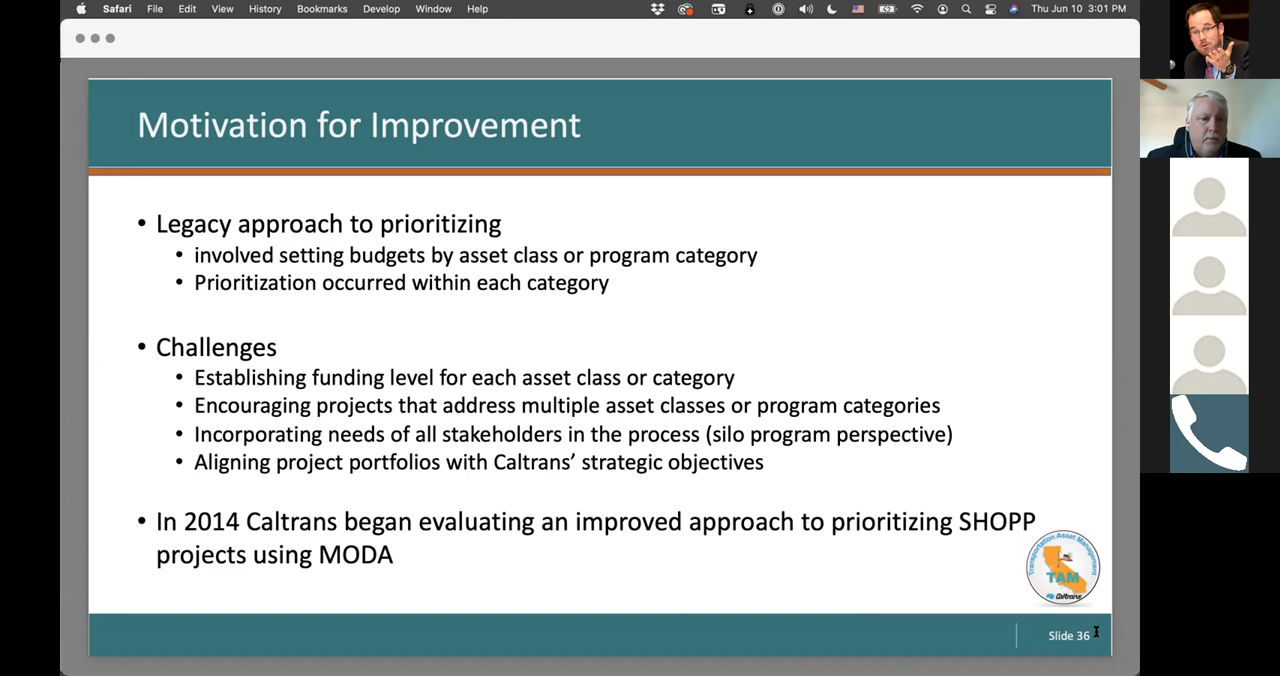 Safari File Edit View History Bookmarks Develop Window Help Thu Jun 10 3:01 PM
Motivation for Improvement
• Legacy approach to prioritizing
• involved setting budgets by asset class or program category
• Prioritization occurred within each category
• Challenges
• Establishing funding level for each asset class or category
• Encouraging projects that address multiple asset classes or program categories
• Incorporating needs of all stakeholders in the process (silo program perspective)
• Aligning project portfolios with Caltrans’ strategic objectives
• In 2014 Caltrans began evaluating an improved approach to prioritizing SHOPP
projects using MODA
Transportation Asset Management
TAM
Caltrans
Slide 36